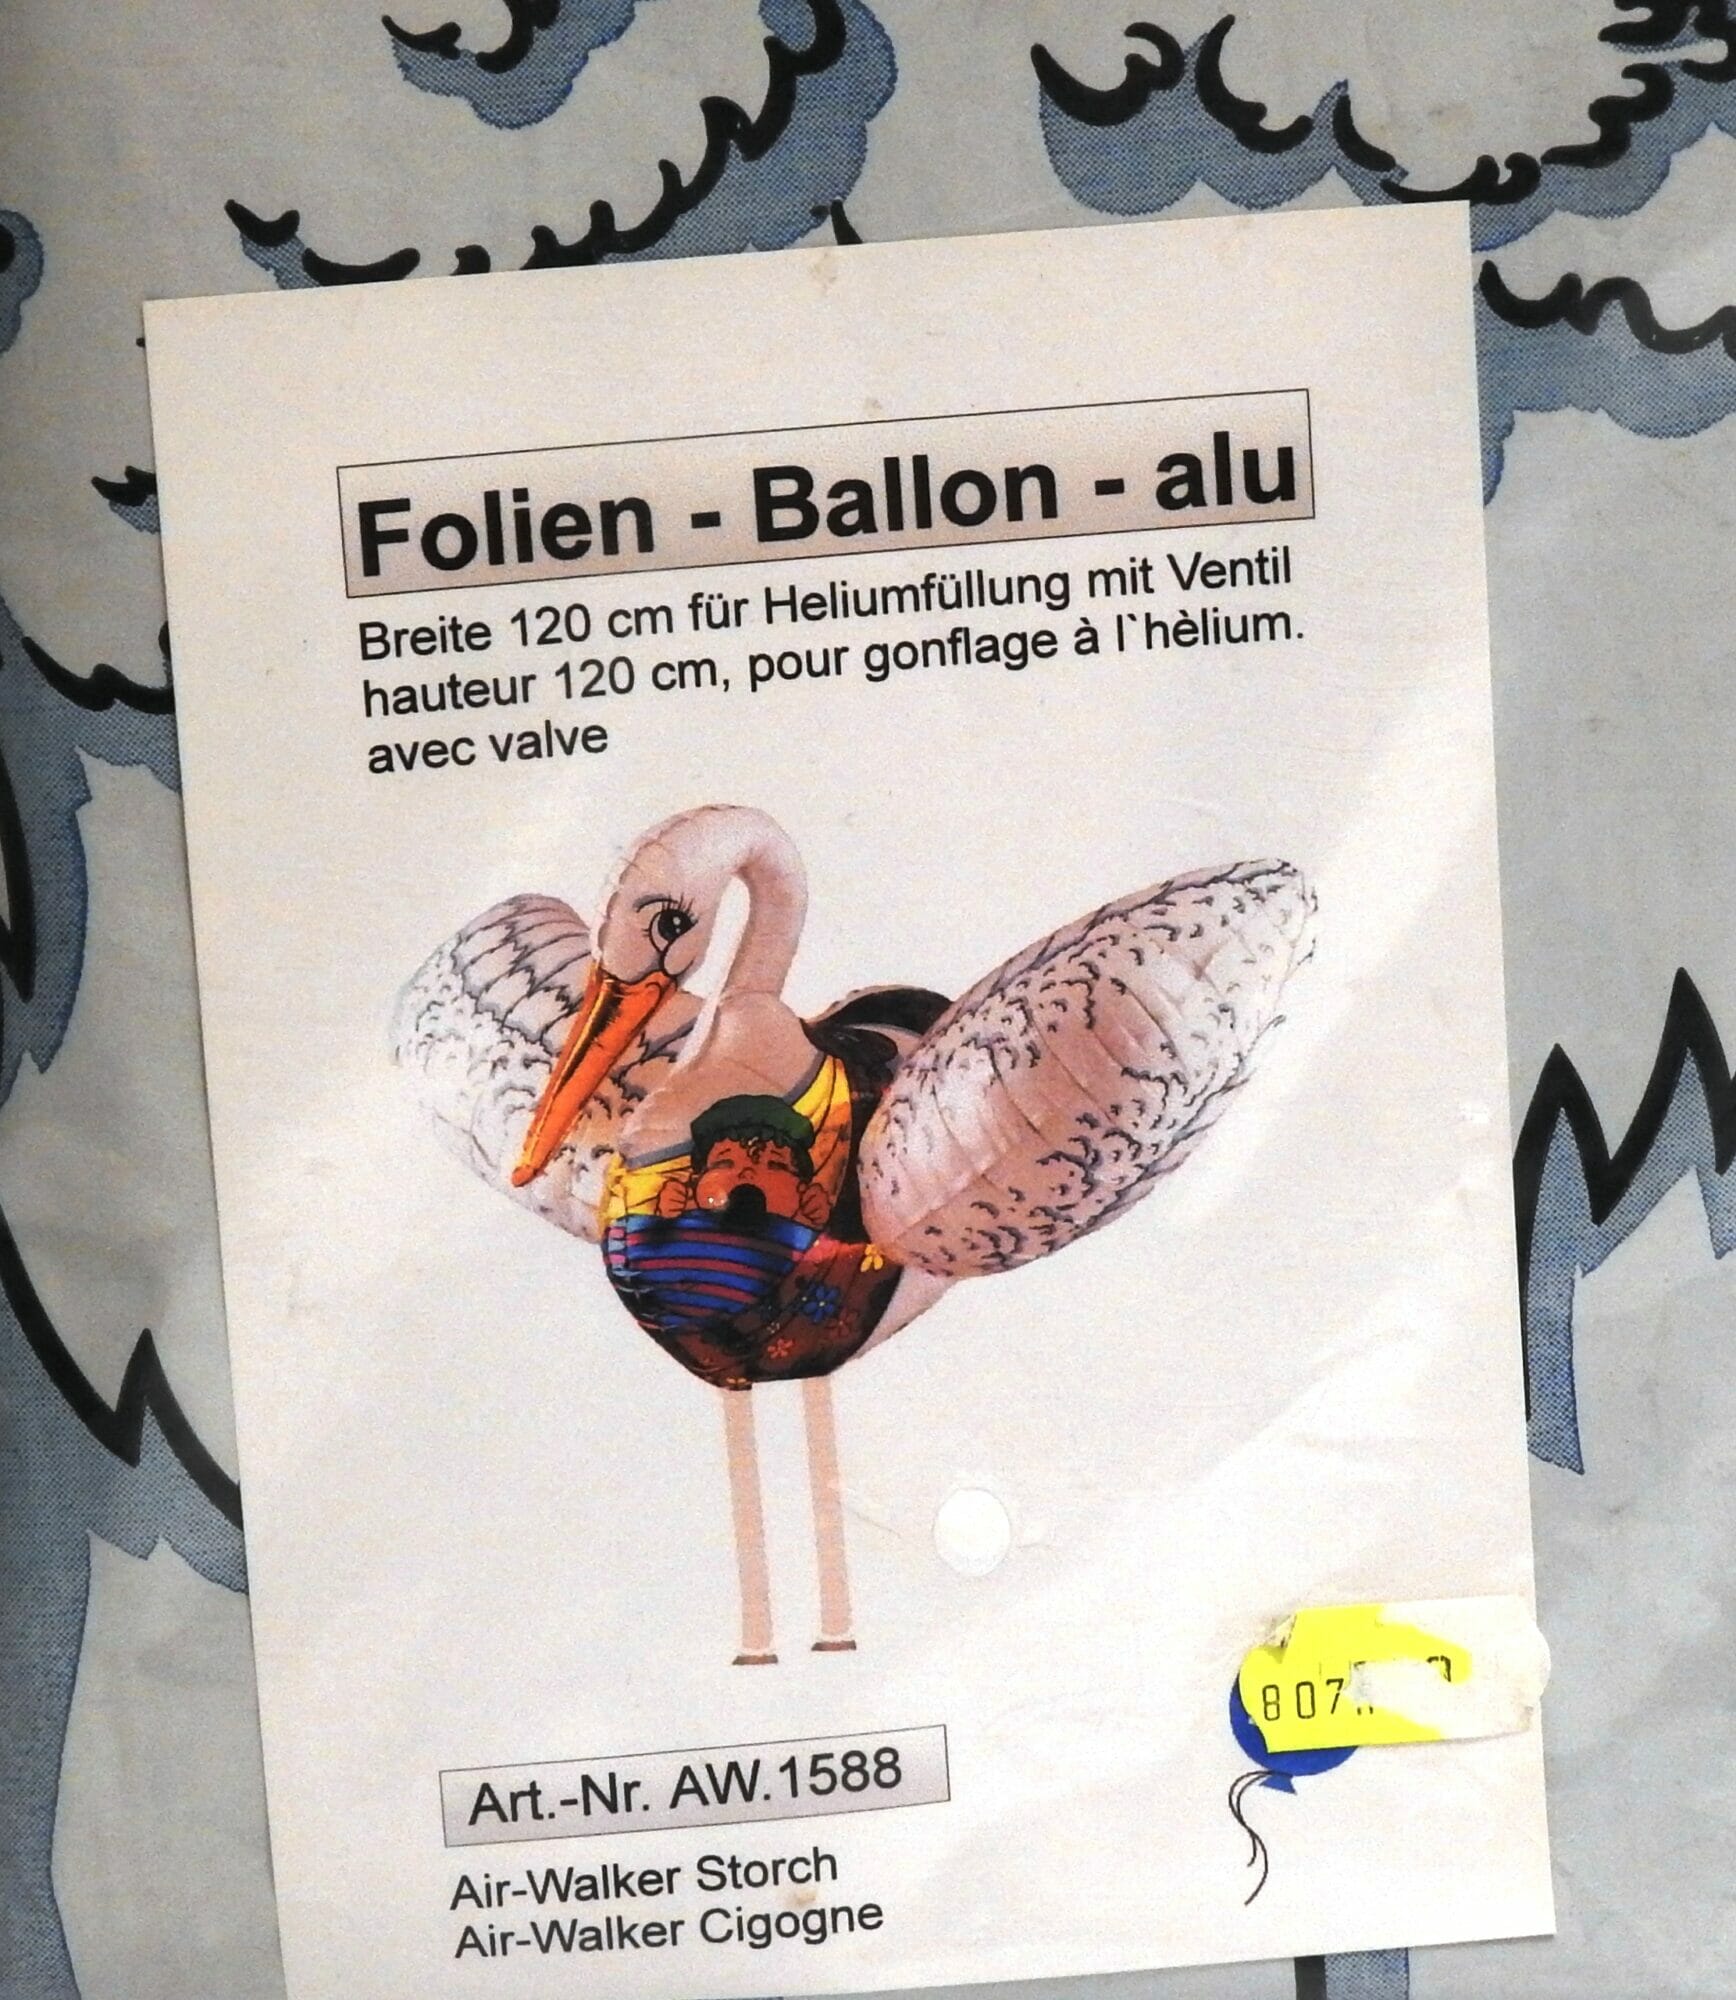 Folien - Ballon - alu
Breite 120 cm für Heliumfüllung mit Ventil
hauteur 120 cm, pour gonflage à l`hèlium.
avec valve
807
Art.-Nr. AW.1588
Air-Walker Storch
Air-Walker Cigogne